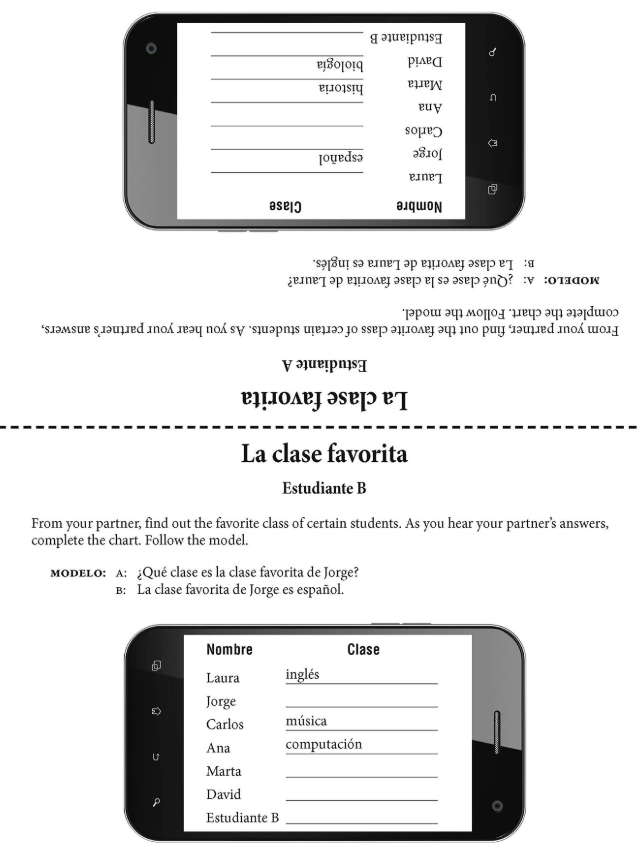 La clase favorita
Estudiante A
From your partner, find out the favorite class of certain students. As you hear your partner’s answers,
complete the chart. Follow the model.
MODELO: A: ¿Qué clase es la clase favorita de Laura?
B: La clase favorita de Laura es inglés.
Nombre Clase
Laura
Jorge español
Carlos
Ana
Marta historia
David biología
Estudiante B
La clase favorita
Estudiante B
From your partner, find out the favorite class of certain students. As you hear your partner’s answers,
complete the chart. Follow the model.
MODELO: A: ¿Qué clase es la clase favorita de Jorge?
B: La clase favorita de Jorge es español.
Nombre Clase
Laura inglés
Jorge
Carlos música
Ana computación
Marta
David
Estudiante B